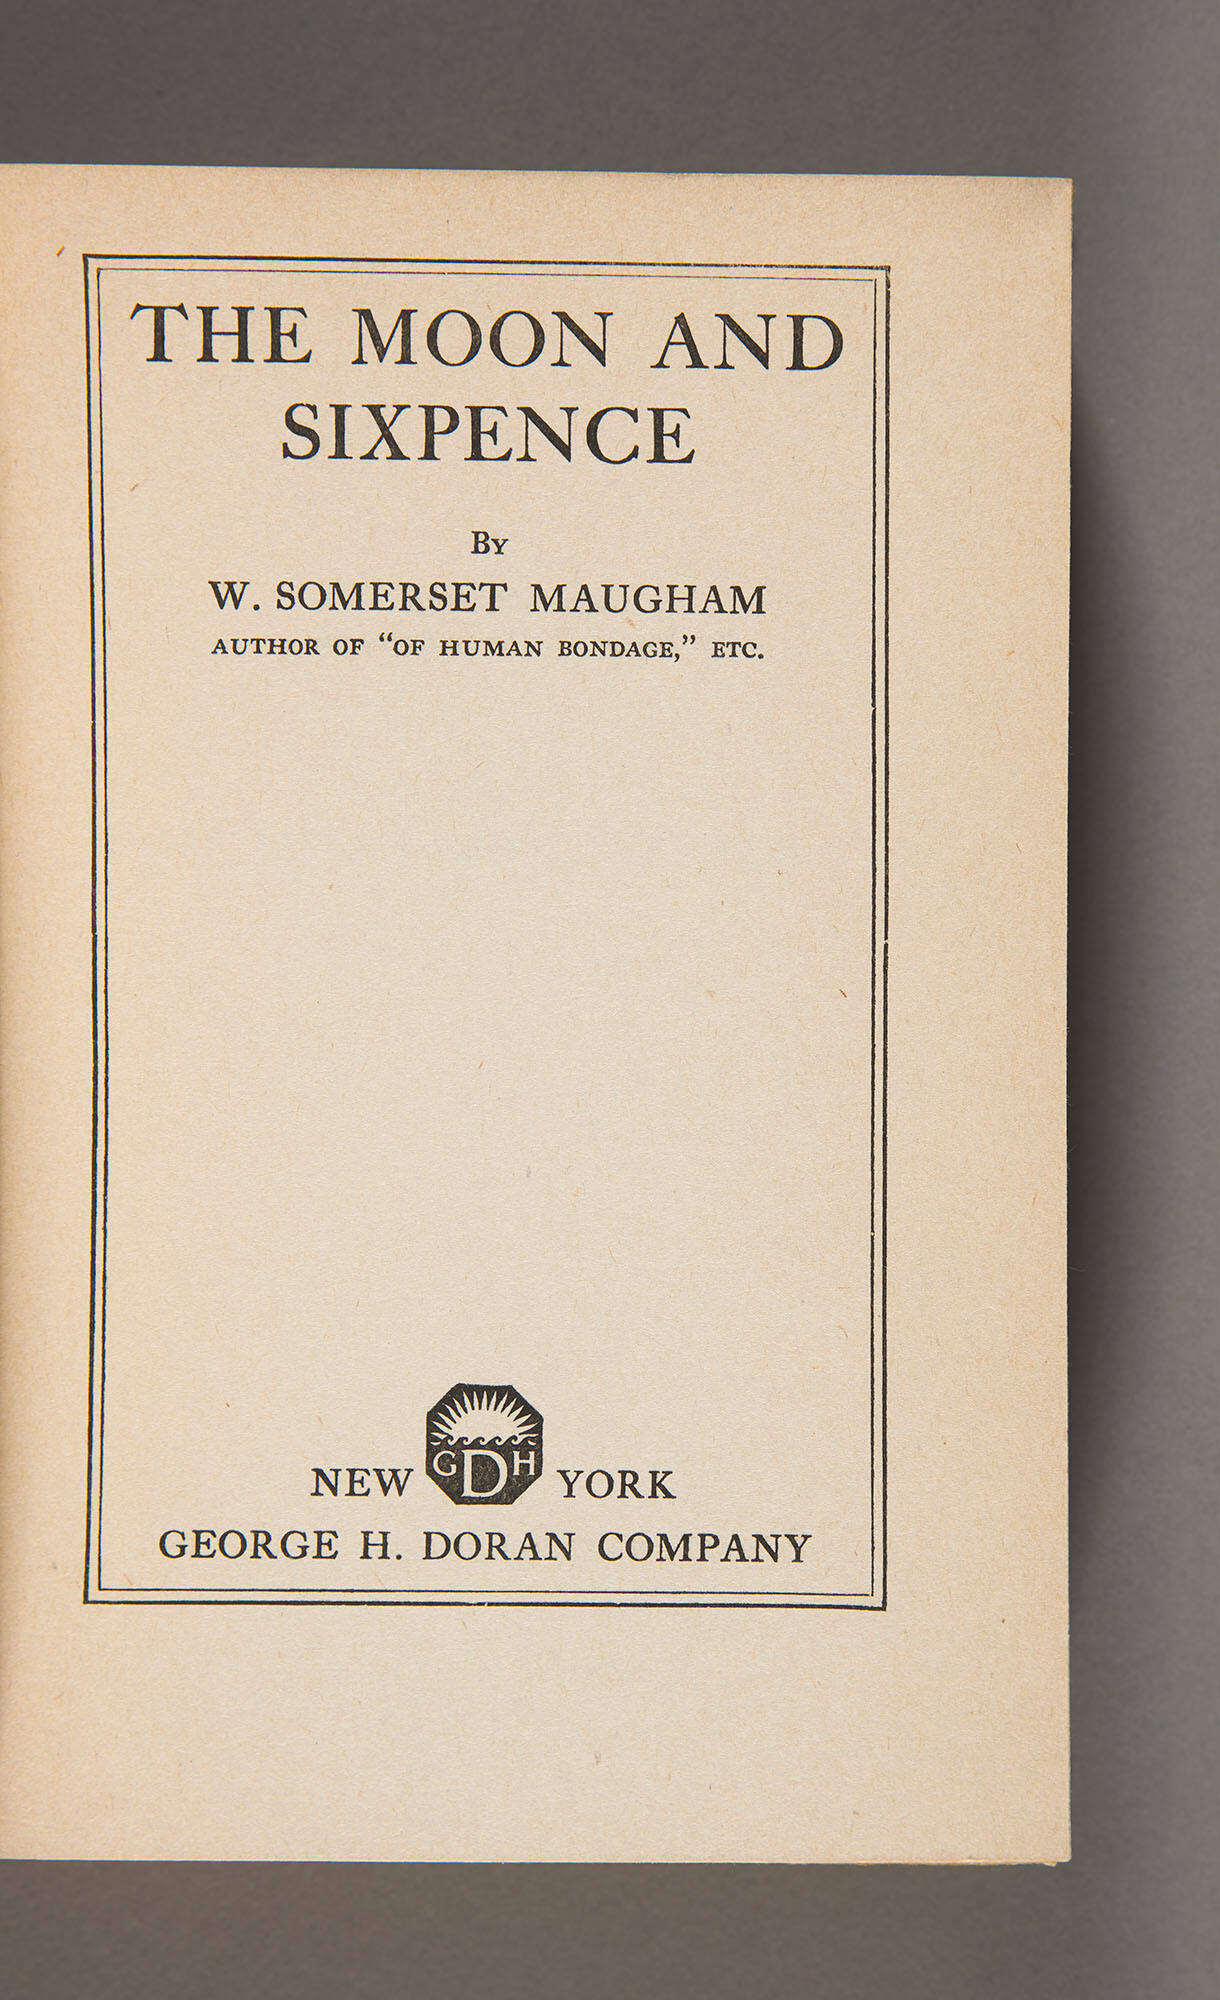 THE MOON AND
SIXPENCE
By
W. SOMERSET MAUGHAM
AUTHOR OF “OF HUMAN BONDAGE,” ETC.
GDH
NEW YORK
GEORGE H. DORAN COMPANY